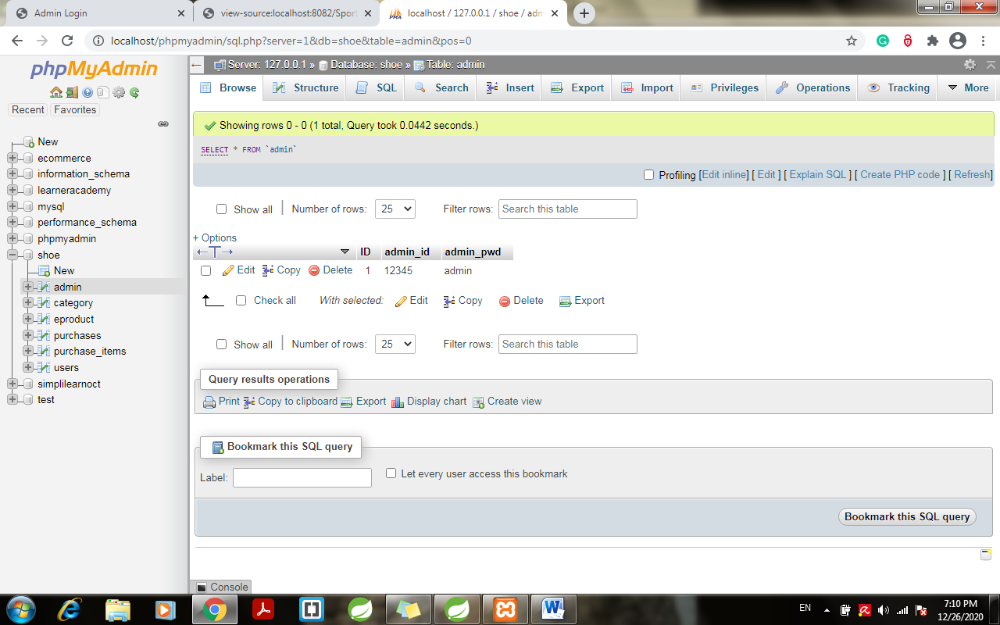 Admin Login
view-source:localhost:8082/Sport
localhost / 127.0.0.1 / shoe / adm
localhost/phpmyadmin/sql.php?server=1&db=shoe&table=admin&pos=0
phpMyAdmin
Recent Favorites
New
ecommerce
information_schema
learneracademy
mysql
performance_schema
phpmyadmin
shoe
New
admin
category
eproduct
purchases
purchase_items
users
simplilearnoct
test
Server: 127.0.0.1 » Database: shoe » Table: admin
Browse Structure SQL Search Insert Export Import Privileges Operations Tracking More
Showing rows 0 - 0 (1 total, Query took 0.0442 seconds.)
SELECT * FROM `admin`
Profiling [Edit inline] [ Edit ] [ Explain SQL ] [ Create PHP code ] [ Refresh]
Show all Number of rows: 25 Filter rows: Search this table
+ Options
ID admin_id admin_pwd
Edit Copy Delete 1 12345 admin
Check all With selected: Edit Copy Delete Export
Show all Number of rows: 25 Filter rows: Search this table
Query results operations
Print Copy to clipboard Export Display chart Create view
Bookmark this SQL query
Label: Let every user access this bookmark
Bookmark this SQL query
Console
EN
7:10 PM
12/26/2020